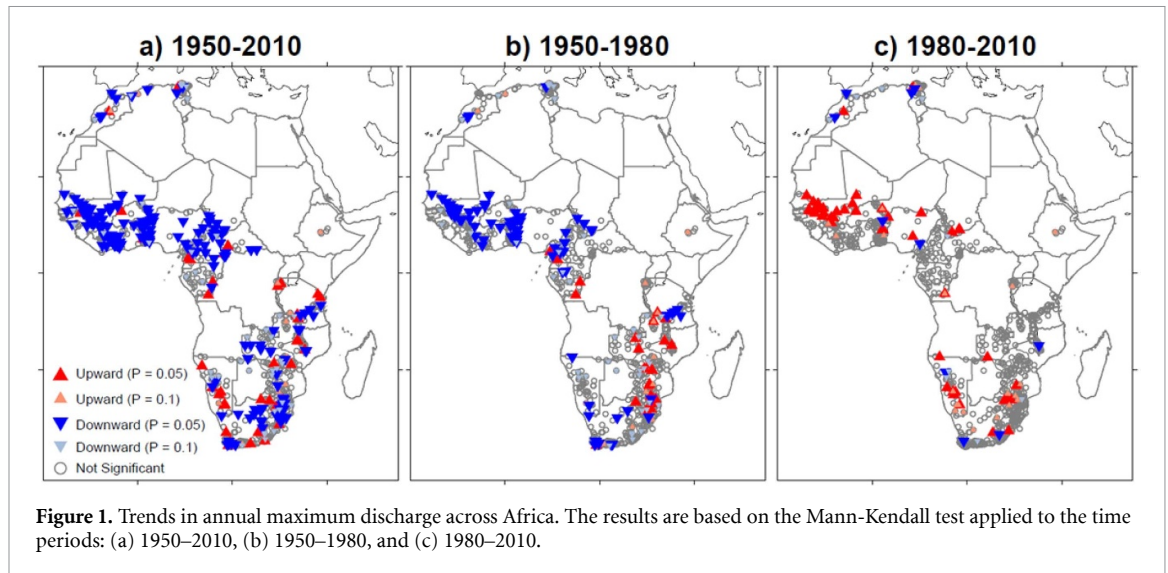 a) 1950-2010
b) 1950-1980
c) 1980-2010
Upward (P = 0.05)
Upward (P = 0.1)
Downward (P = 0.05)
Downward (P = 0.1)
Not Significant
Figure 1. Trends in annual maximum discharge across Africa. The results are based on the Mann-Kendall test applied to the time
periods: (a) 1950–2010, (b) 1950–1980, and (c) 1980–2010.